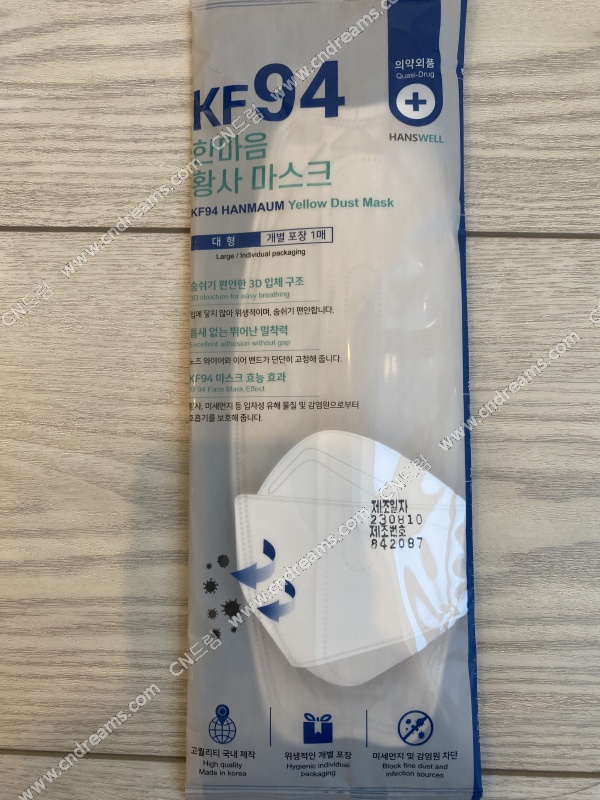 KF94
의약외품
Quasi-Drug
HANSWELL
한마음
황사 마스크
KF94 HANMAUM Yellow Dust Mask
대 형 개별 포장 1매
Large / Individual packaging
숨쉬기 편안한 3D 입체 구조
3D structure for easy breathing
입에 닿지 않아 위생적이며, 숨쉬기 편안합니다.
틈새 없는 뛰어난 밀착력
Excellent adhesion without gap
노즈 와이어와 이어 밴드가 단단히 고정해 줍니다.
KF94 마스크 효능 효과
KF94 Face Mask Effect
황사, 미세먼지 등 입자성 유해 물질 및 감염원으로부터
호흡기를 보호해 줍니다.
제조일자
230810
제조번호
842087
고퀄리티 국내 제작
High quality
Made in korea
위생적인 개별 포장
Hygienic individual
packaging
미세먼지 및 감염원 차단
Block fine dust and
infection sources
CN드림 www.cndreams.com